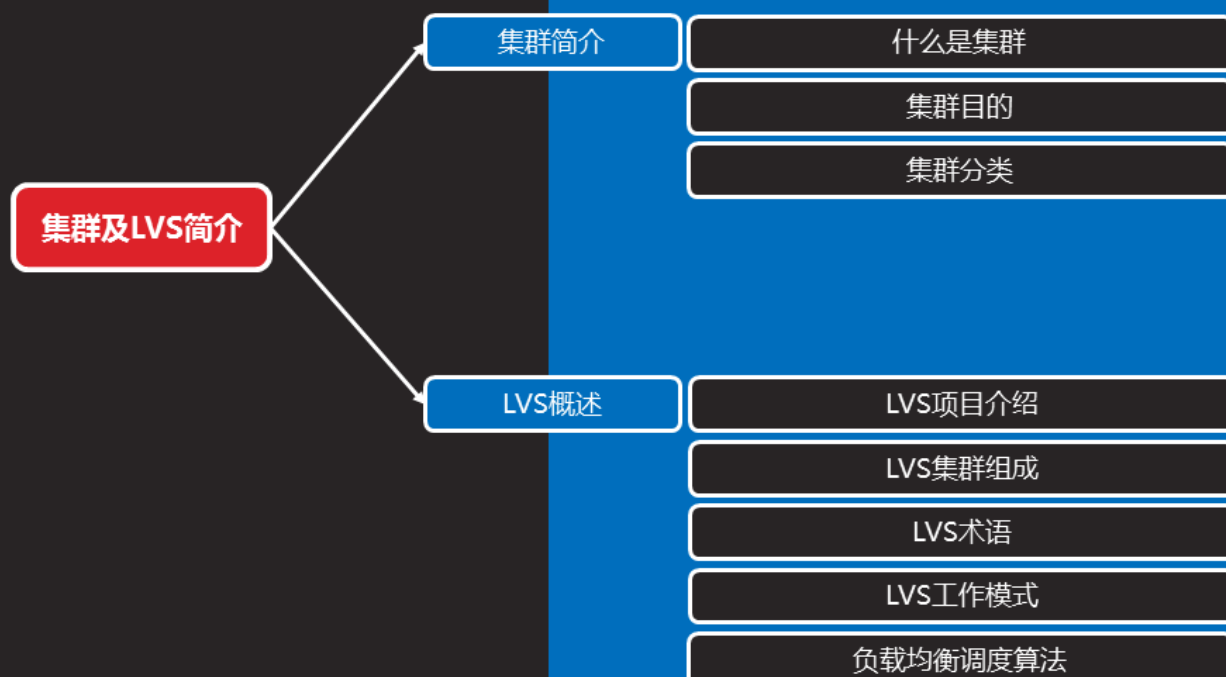 集群及LVS简介
集群简介
什么是集群
集群目的
集群分类
LVS概述
LVS项目介绍
LVS集群组成
LVS术语
LVS工作模式
负载均衡调度算法